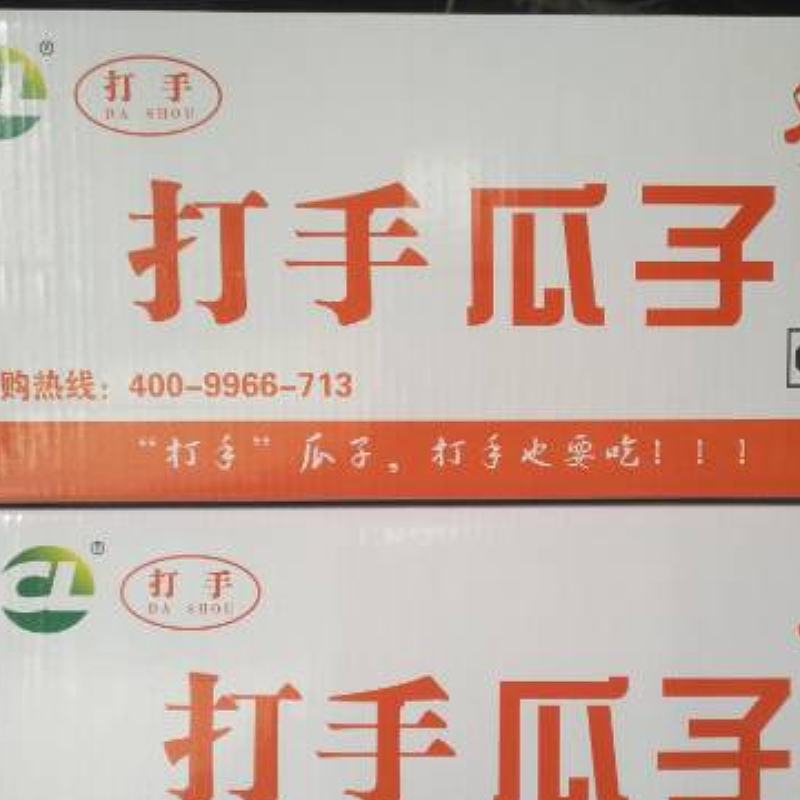 打手
DA SHOU
打手瓜子
购热线：400-9966-713
“打手”瓜子。打手也要吃！！！
CL
打手
DA SHOU
打手瓜子